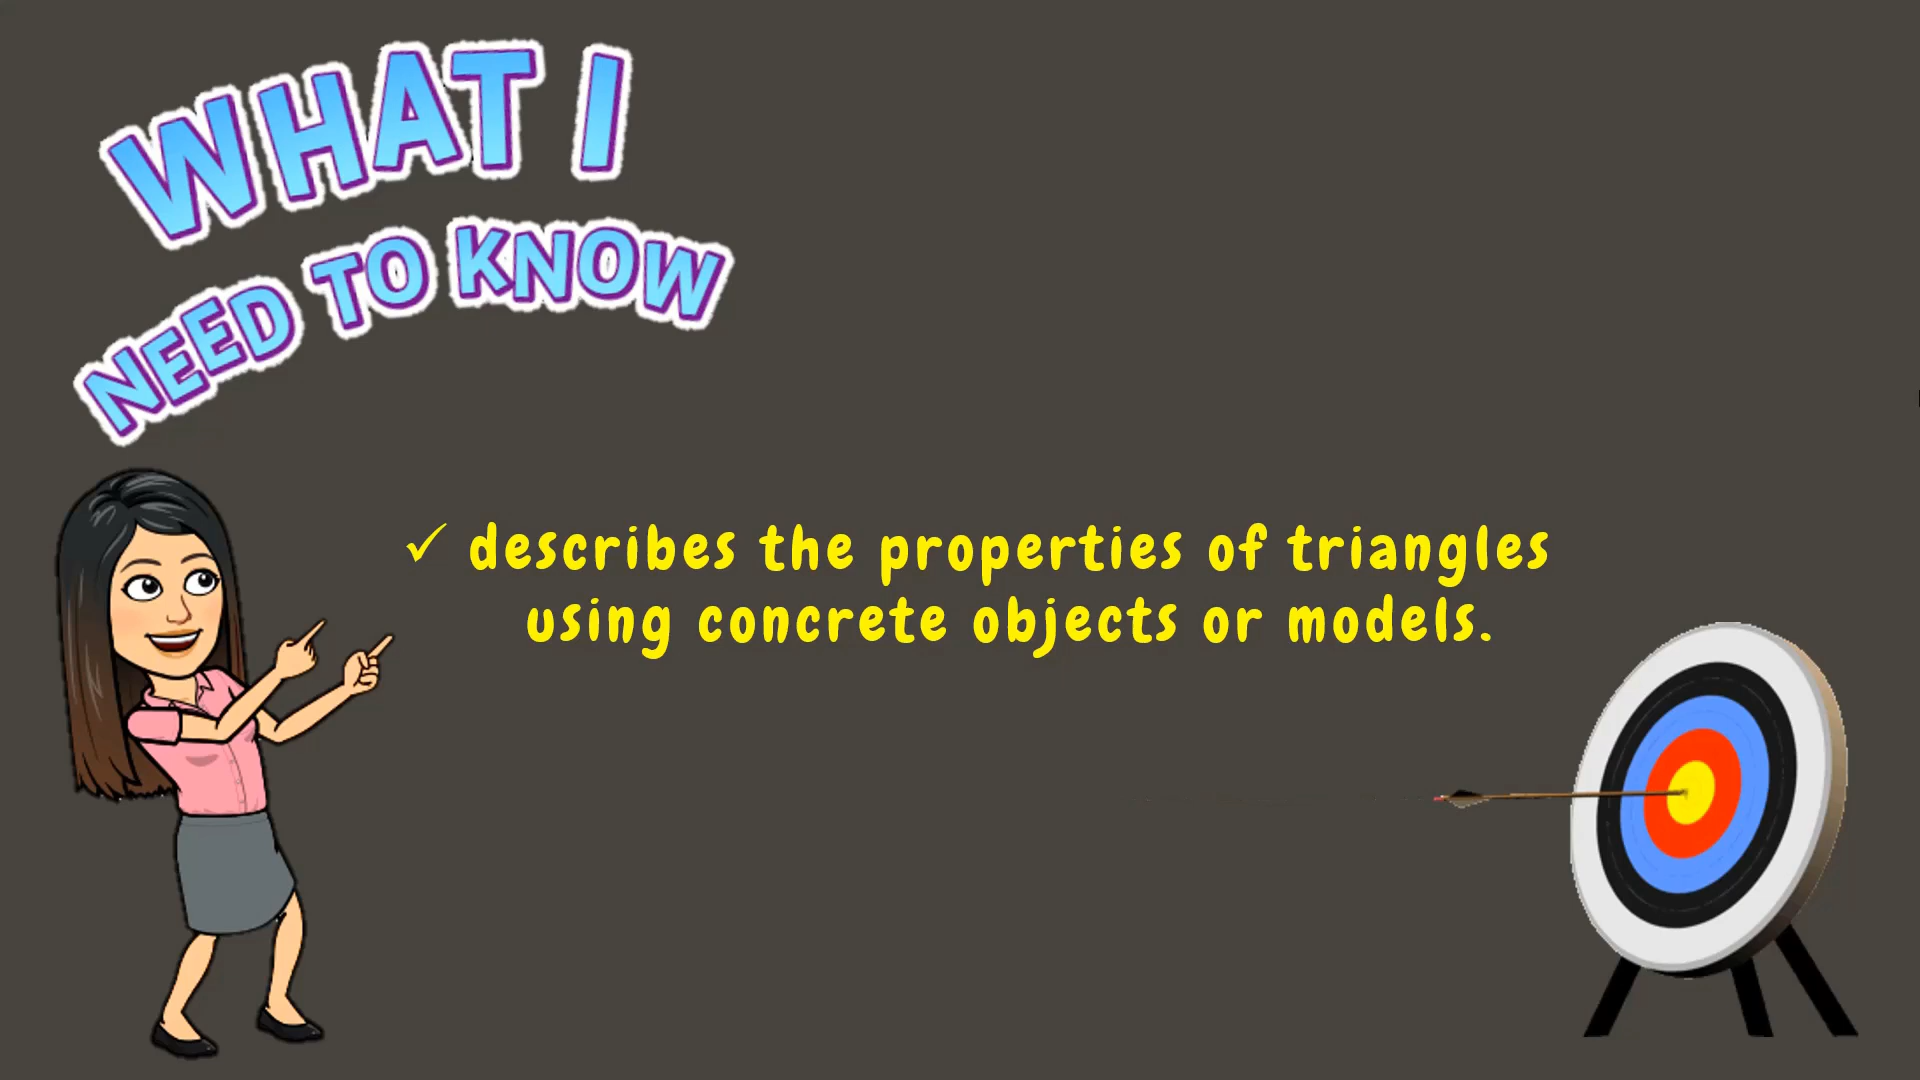 WHAT I
NEED TO KNOW
✓ describes the properties of triangles
using concrete objects or models.